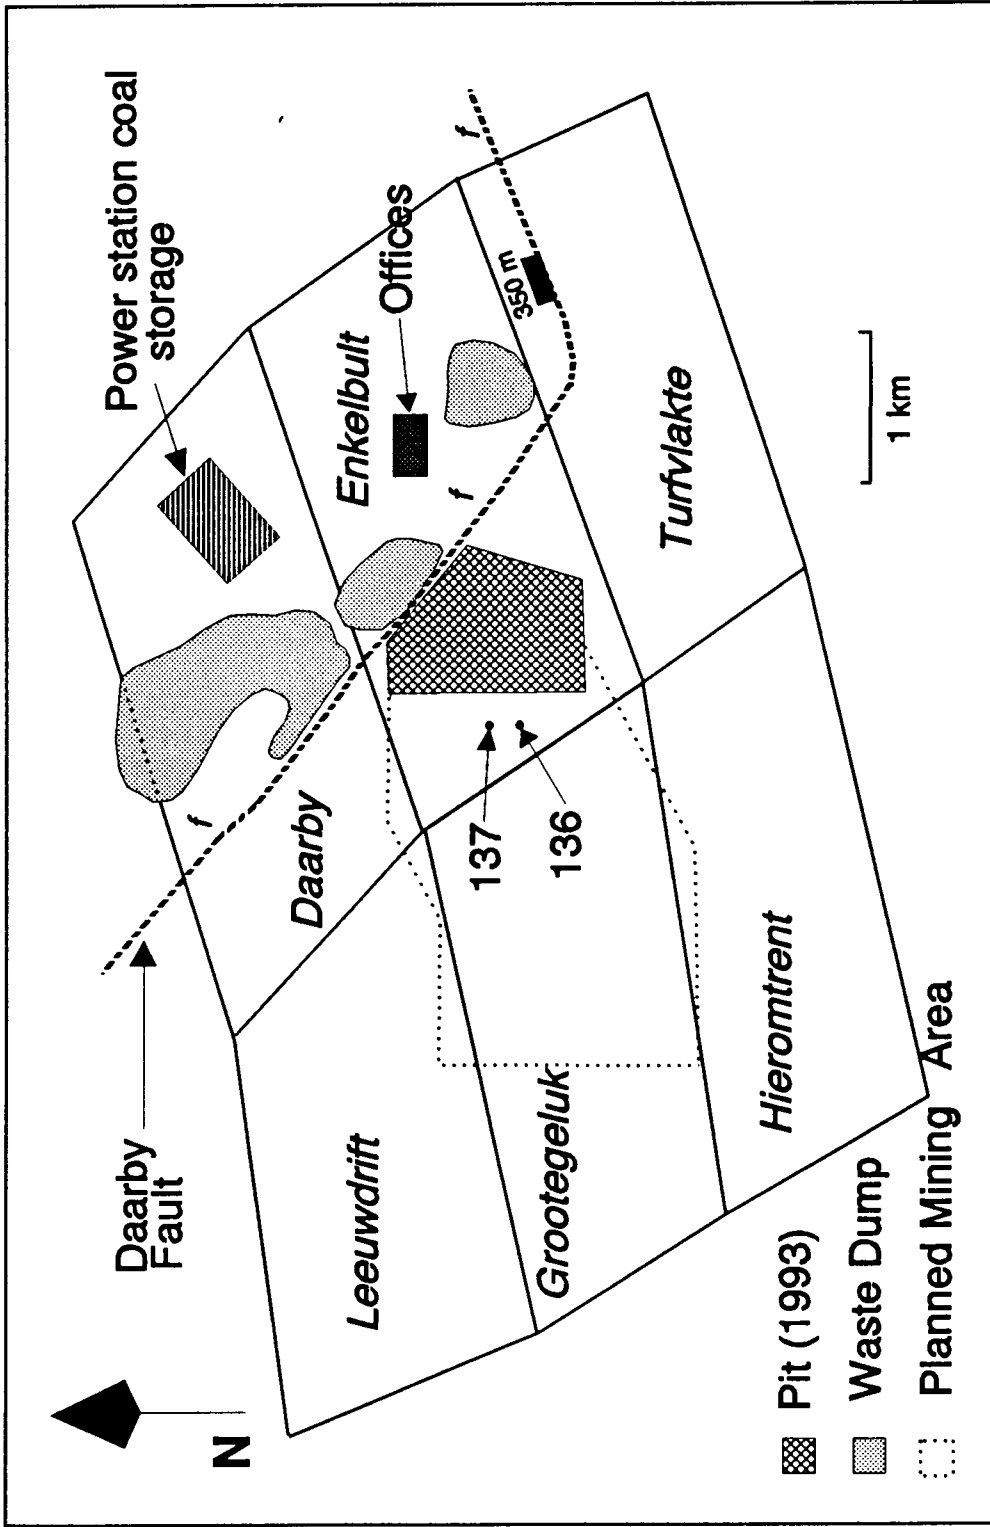 Power station coal
storage
Daarby
Fault
N
Offices
f
f
f
350 m
Enkelbult
Daarby
Leeuwdrift
Turfvlakte
137
136
Grootegeluk
Hieromtrent
1 km
Pit (1993)
Waste Dump
Planned Mining Area